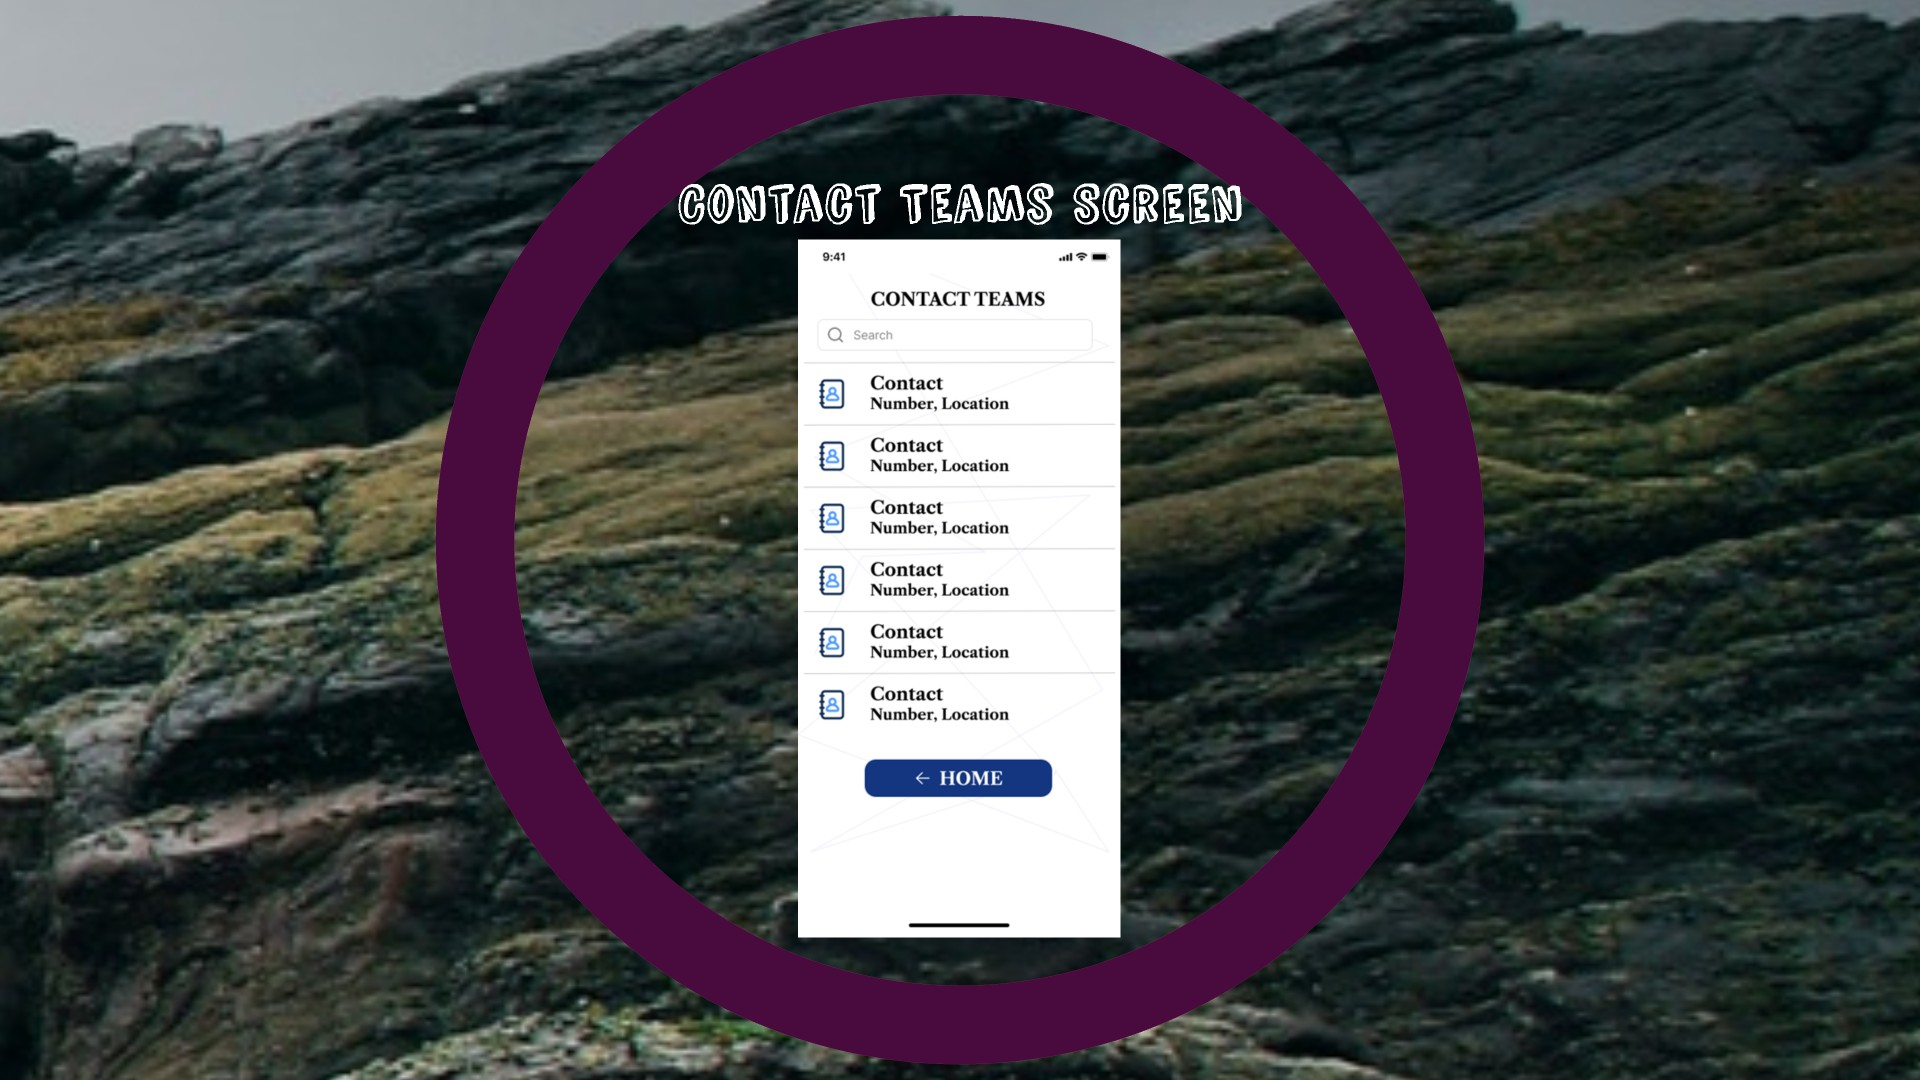 CONTACT TEAMS SCREEN
9:41
CONTACT TEAMS
Search
Contact
Number, Location
Contact
Number, Location
Contact
Number, Location
Contact
Number, Location
Contact
Number, Location
Contact
Number, Location
← HOME